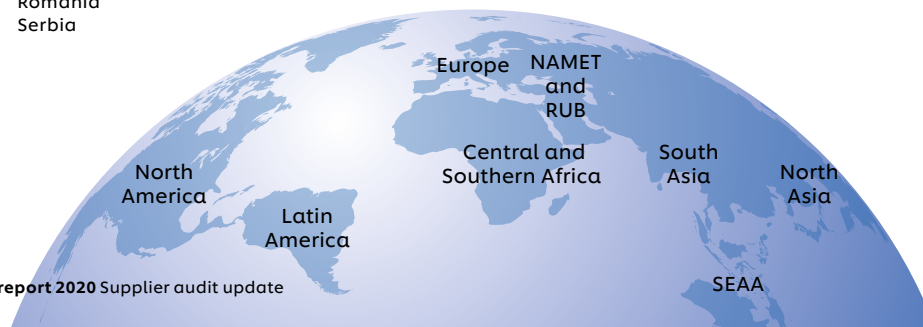 Romania
Serbia
Europe
NAMET
and
RUB
Central and
Southern Africa
South
Asia
North
Asia
North
America
Latin
America
SEAA
report 2020 Supplier audit update